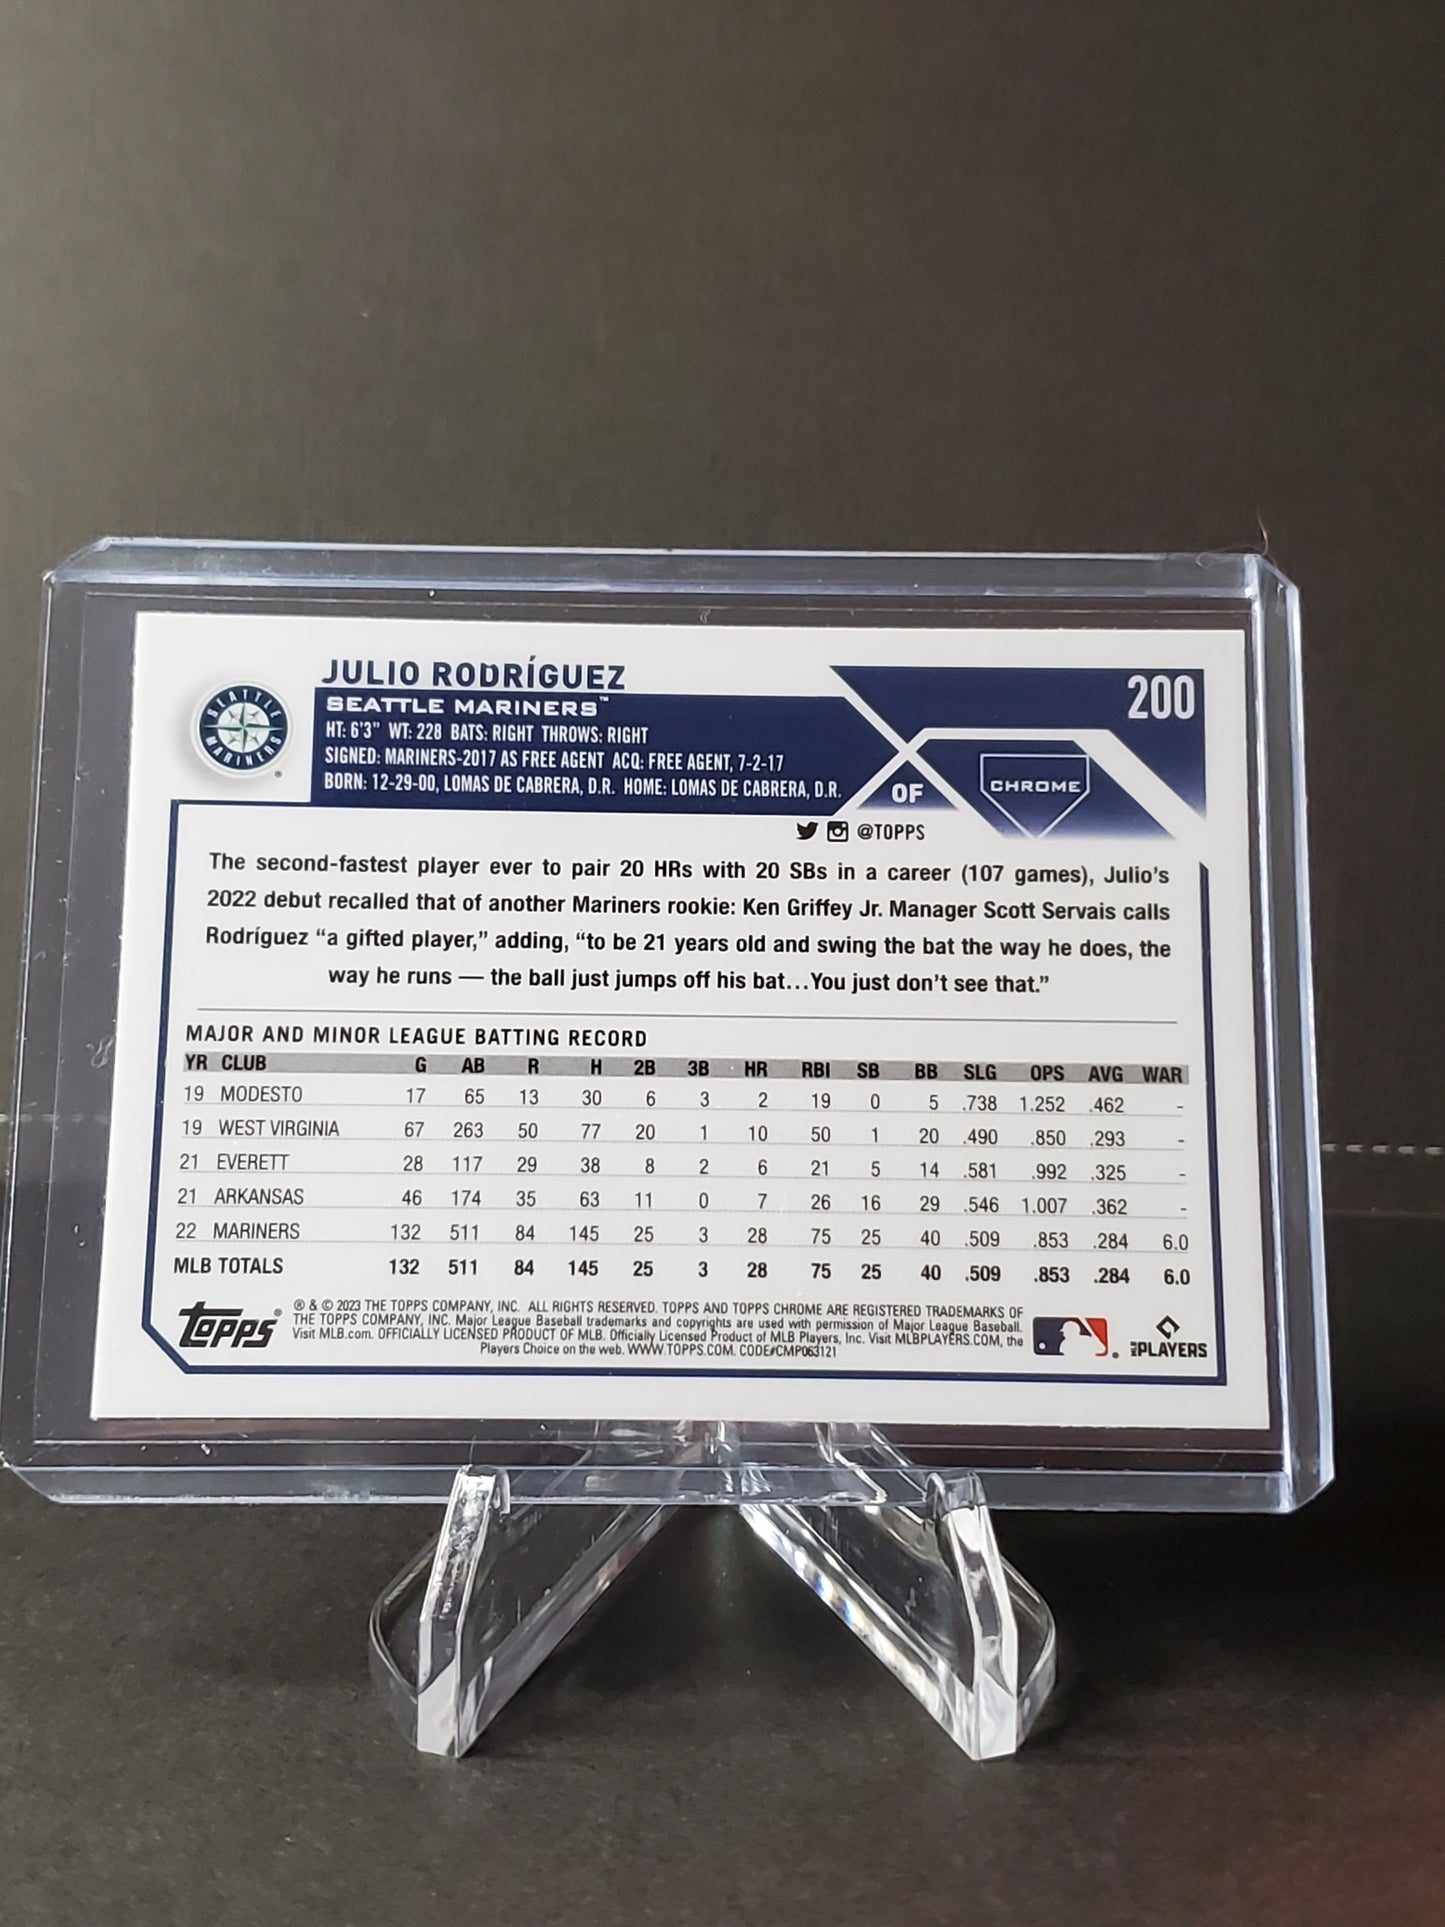 JULIO RODRÍGUEZ
200
SEATTLE MARINERS™
SEATTLE MARINERS ®
HT: 6'3" WT: 228 BATS: RIGHT THROWS: RIGHT
SIGNED: MARINERS-2017 AS FREE AGENT ACQ: FREE AGENT, 7-2-17
BORN: 12-29-00, LOMAS DE CABRERA, D.R. HOME: LOMAS DE CABRERA, D.R.
OF
CHROME
@TOPPS
The second-fastest player ever to pair 20 HRs with 20 SBs in a career (107 games), Julio's
2022 debut recalled that of another Mariners rookie: Ken Griffey Jr. Manager Scott Servais calls
Rodríguez “a gifted player,” adding, “to be 21 years old and swing the bat the way he does, the
way he runs — the ball just jumps off his bat...You just don't see that.”
MAJOR AND MINOR LEAGUE BATTING RECORD
YR CLUB G AB R H 2B 3B HR RBI SB BB SLG OPS AVG WAR
19 MODESTO 17 65 13 30 6 3 2 19 0 5 .738 1.252 .462 -
19 WEST VIRGINIA 67 263 50 77 20 1 10 50 1 20 .490 .850 .293 -
21 EVERETT 28 117 29 38 8 2 6 21 5 14 .581 .992 .325 -
21 ARKANSAS 46 174 35 63 11 0 7 26 16 29 .546 1.007 .362 -
22 MARINERS 132 511 84 145 25 3 28 75 25 40 .509 .853 .284 6.0
MLB TOTALS 132 511 84 145 25 3 28 75 25 40 .509 .853 .284 6.0
topps®
® & © 2023 THE TOPPS COMPANY, INC. ALL RIGHTS RESERVED. TOPPS AND TOPPS CHROME ARE REGISTERED TRADEMARKS OF
THE TOPPS COMPANY, INC. Major League Baseball trademarks and copyrights are used with permission of Major League Baseball.
Visit MLB.com. OFFICIALLY LICENSED PRODUCT OF MLB. Officially Licensed Product of MLB Players, Inc. Visit MLBPLAYERS.COM, the
Players Choice on the web. WWW.TOPPS.COM. CODE#CMP063121
MLB PLAYERS